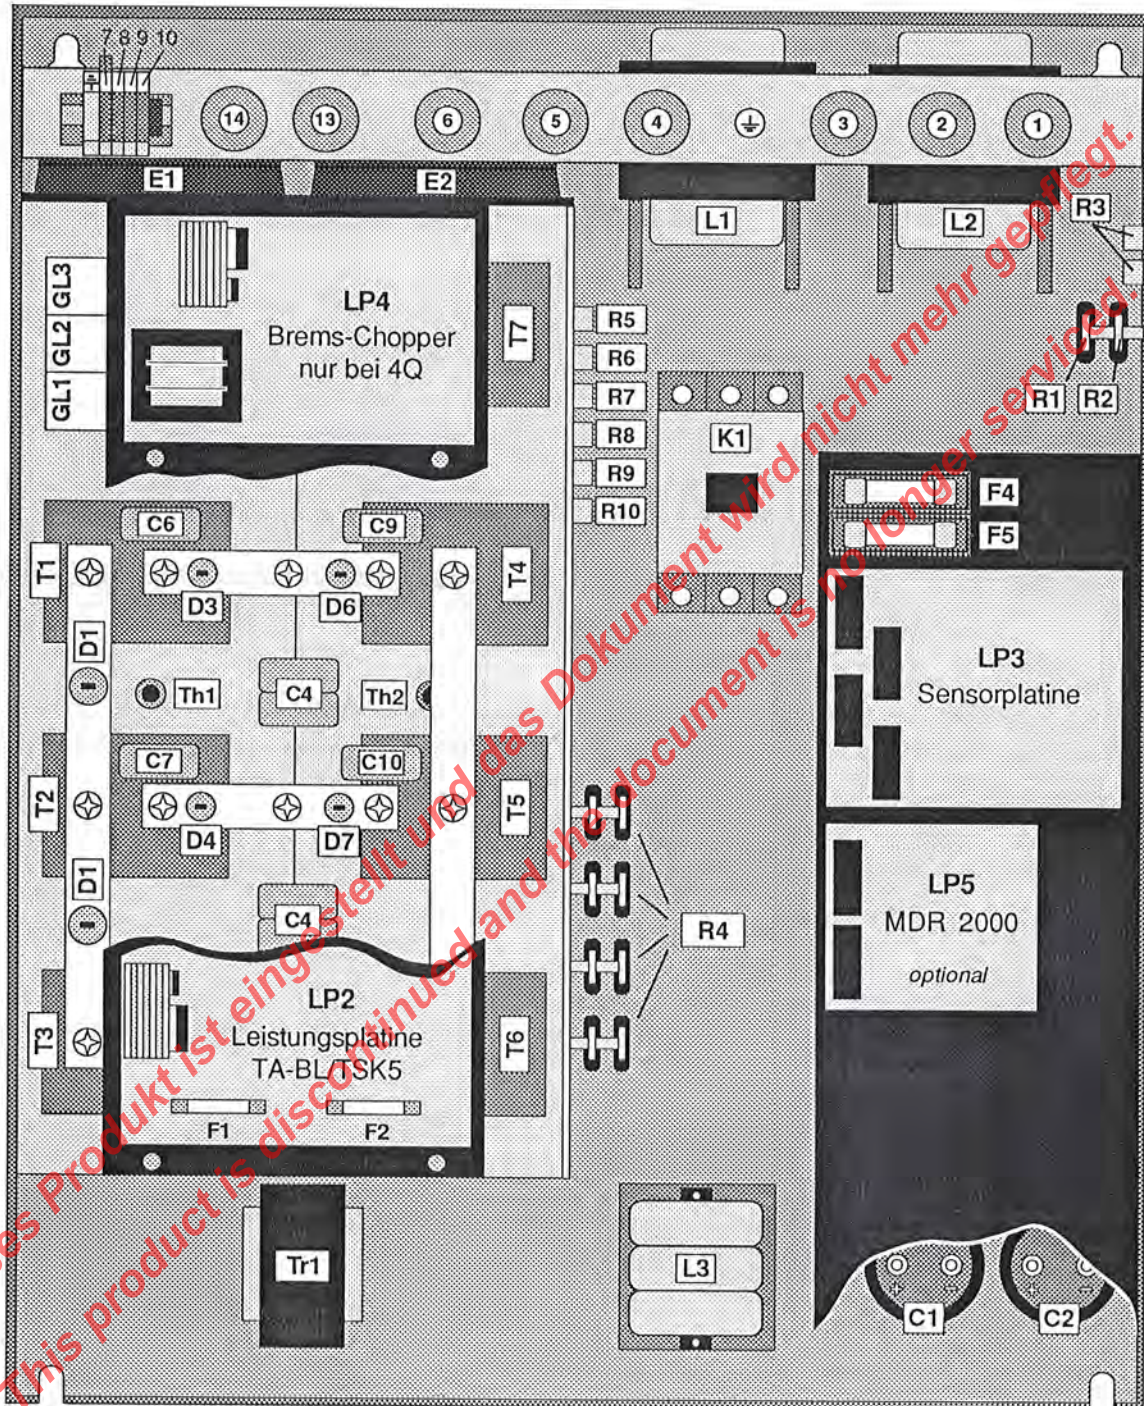 7 8 9 10
14 13 6 5 4 3 2 1
E1 E2
L1 L2
R3
GL3
GL2
GL1
LP4
Brems-Chopper
nur bei 4Q
T7
R5
R6
R7
R8
R9
R10
K1
R1 R2
F4
F5
C6 C9
T1 T4
D3 D6
D1
Th1 C4 Th2
LP3
Sensorplatine
C7 C10
T2 T5
D4 D7
D1
C4
R4
LP5
MDR 2000
optional
LP2
Leistungsplatine
TA-BL/TSK5
T3 T6
F1 F2
Tr1
L3
C1 C2
es Produkt ist eingestellt und das Dokument wird nicht mehr gepflegt.
This product is discontinued and the document is no longer serviced.